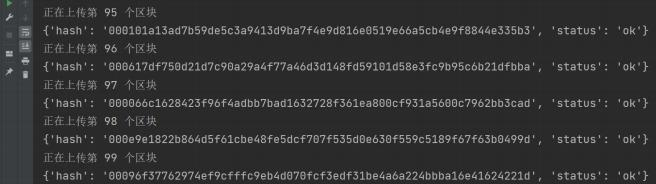 正在上传第 95 个区块
{'hash': '000101a13ad7b59de5c3a9413d9ba7f4e9d816e0519e66a5cb4e9f8844e335b3', 'status': 'ok'}
正在上传第 96 个区块
{'hash': '000617df750d21d7c90a29a4f77a46d3d148fd59101d58e3fc9b95c6b21dfbba', 'status': 'ok'}
正在上传第 97 个区块
{'hash': '000066c1628423f96f4adbb7bad1632728f361ea800cf931a5600c7962bb3cad', 'status': 'ok'}
正在上传第 98 个区块
{'hash': '000e9e1822b864d5f61cbe48fe5dcf707f535d0e630f559c5189f67f63b0499d', 'status': 'ok'}
正在上传第 99 个区块
{'hash': '00096f37762974ef9cfffc9eb4d070fcf3edf31be4a6a224bbba16e41624221d', 'status': 'ok'}